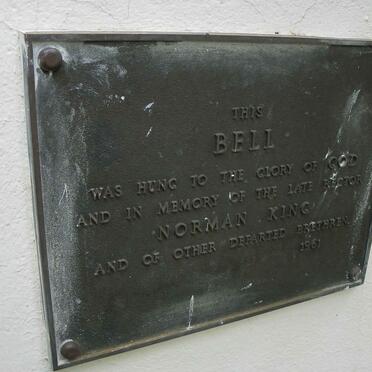 THIS
BELL
WAS HUNG TO THE GLORY OF GOD
AND IN MEMORY OF THE LATE RECTOR
NORMAN KING
AND OF OTHER DEPARTED BRETHREN
1961